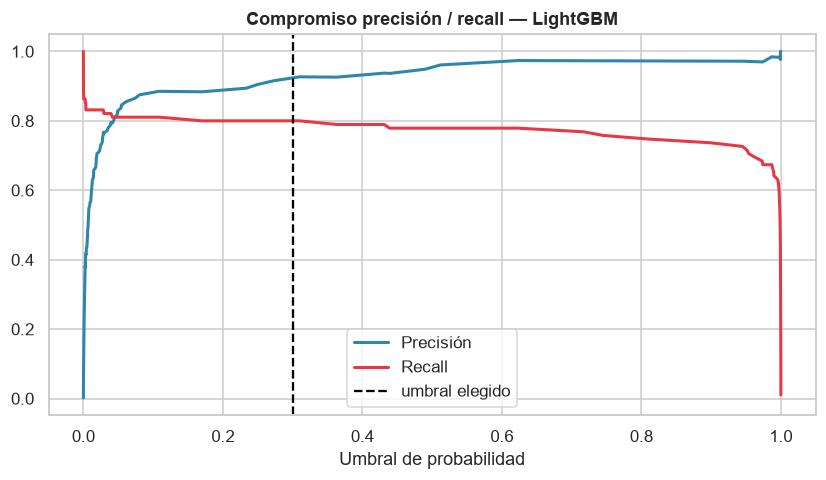 Compromiso precisión / recall — LightGBM
1.0
0.8
0.6
0.4
0.2
0.0
Precisión
Recall
umbral elegido
0.0 0.2 0.4 0.6 0.8 1.0
Umbral de probabilidad